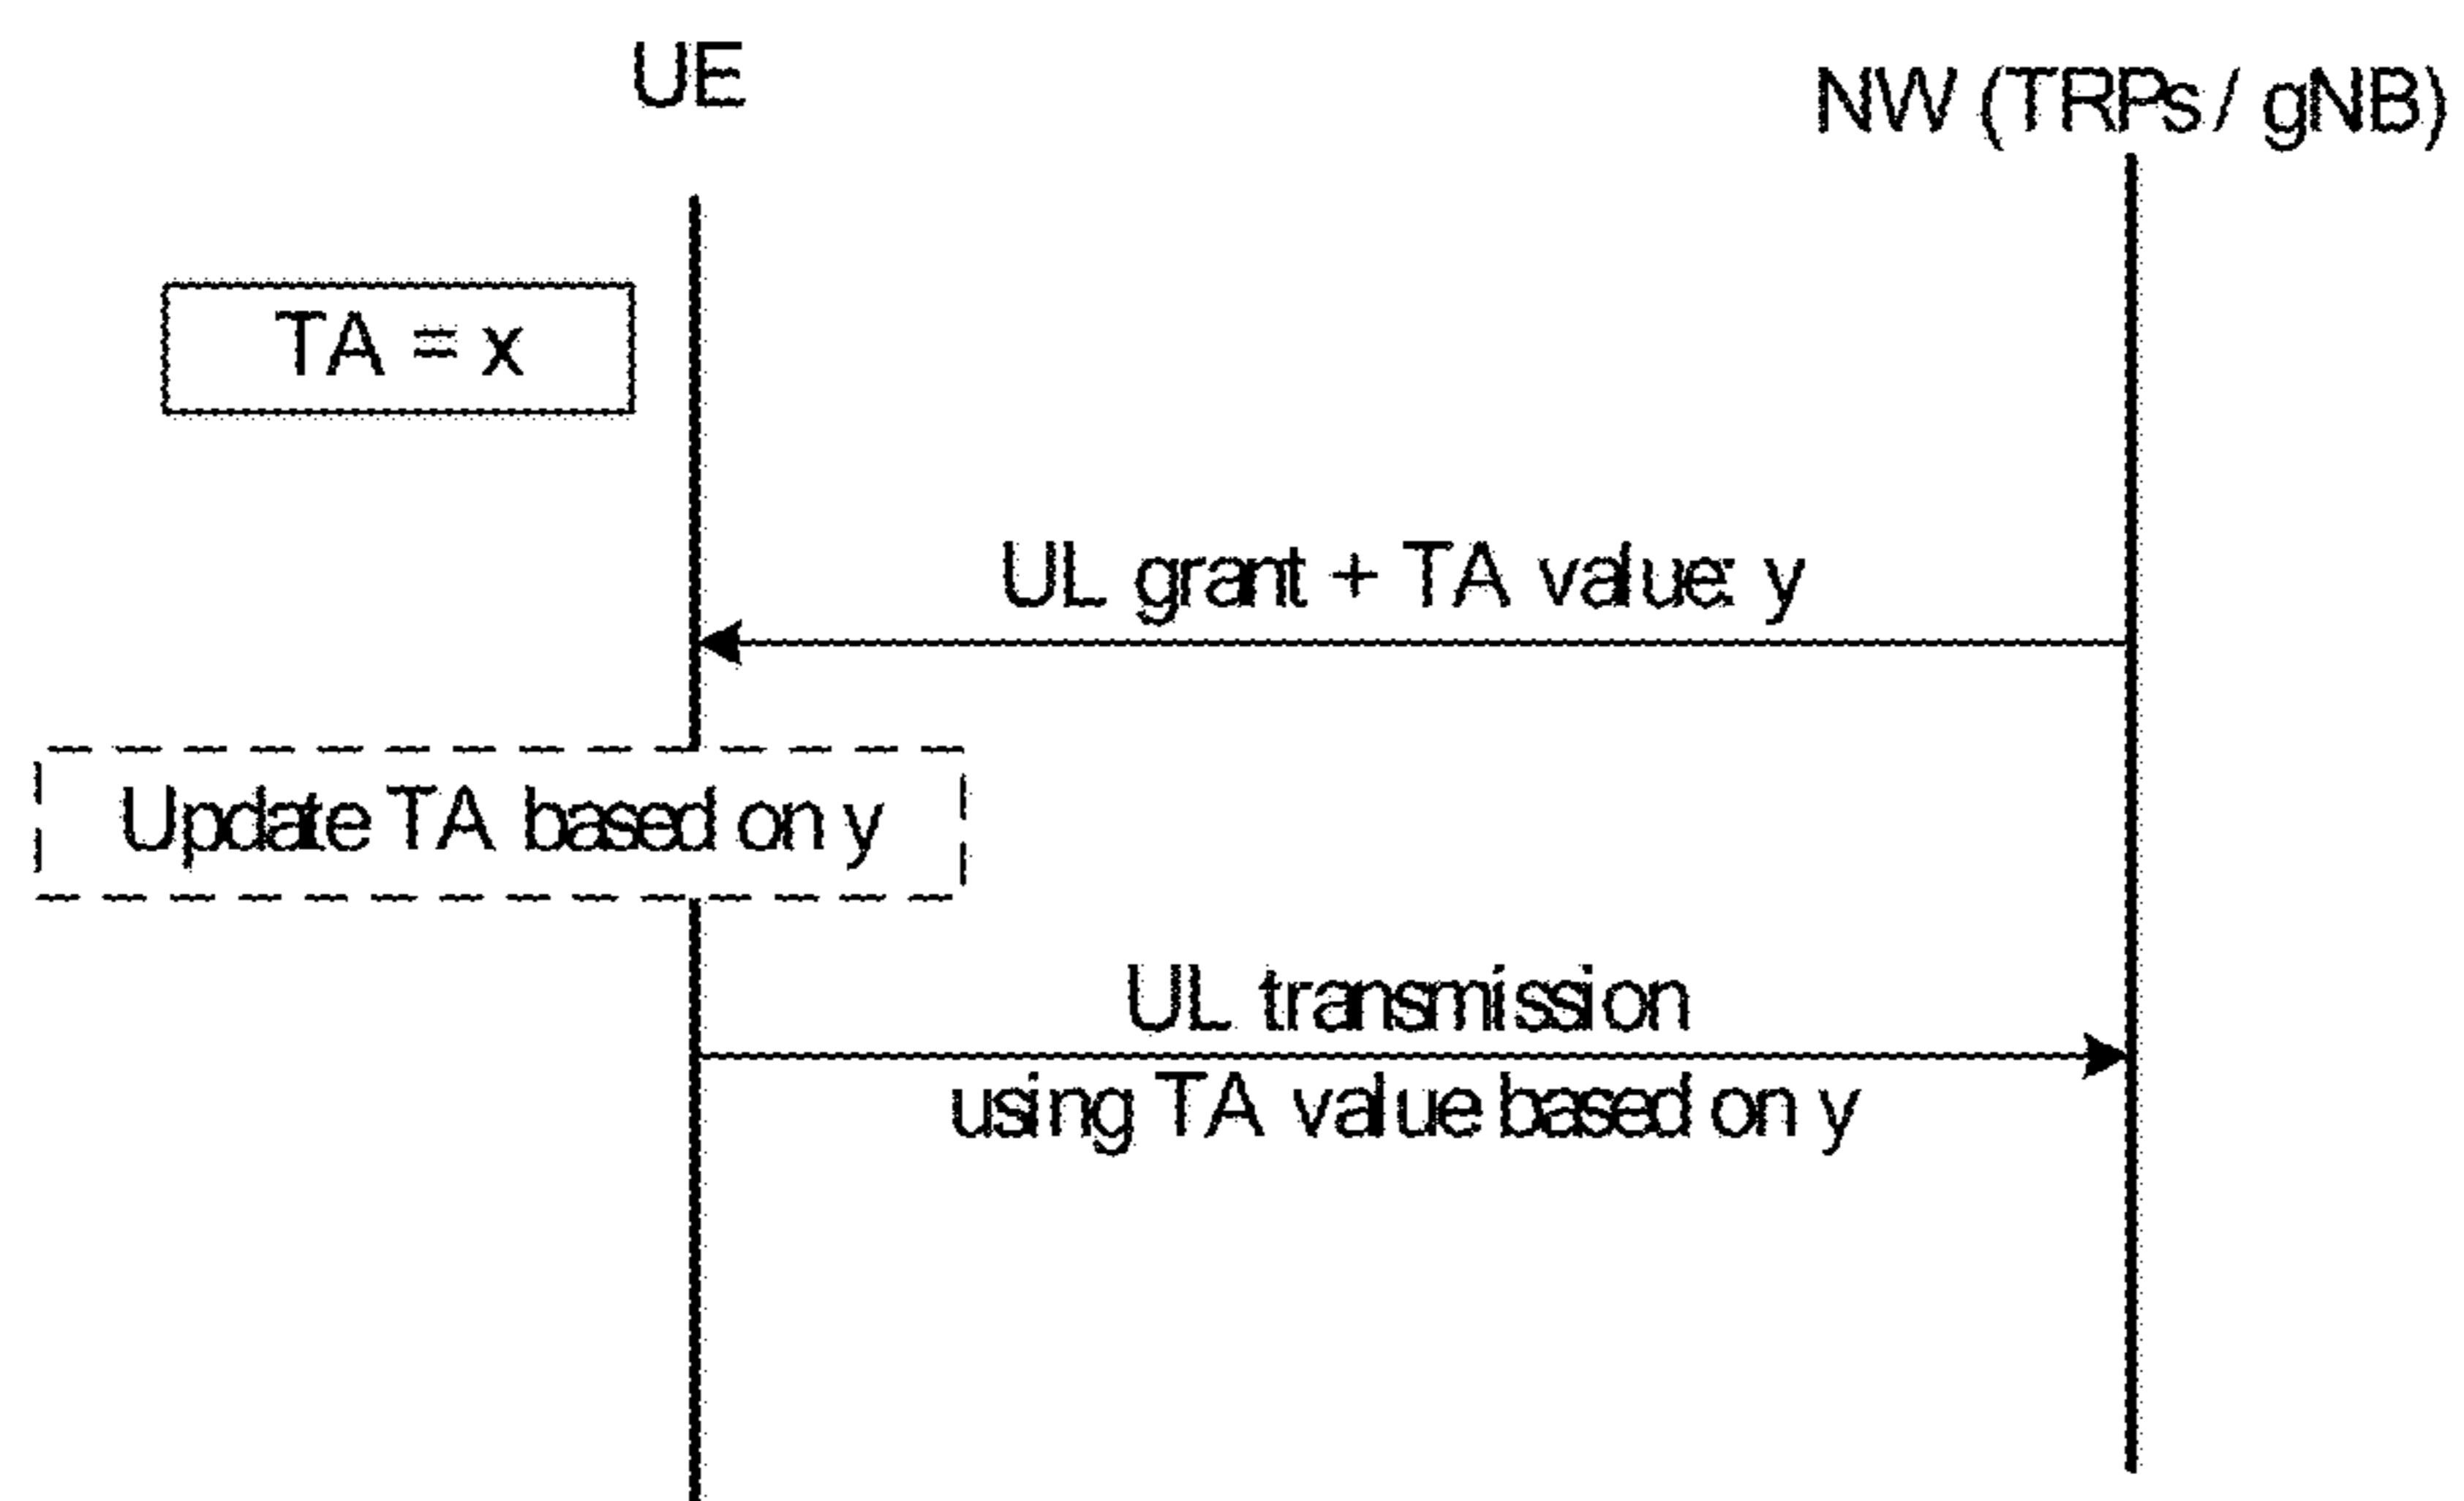 UE
NW (TRPs / gNB)
TA = x
UL grant + TA value: y
Update TA based on y
UL transmission
using TA value based on y